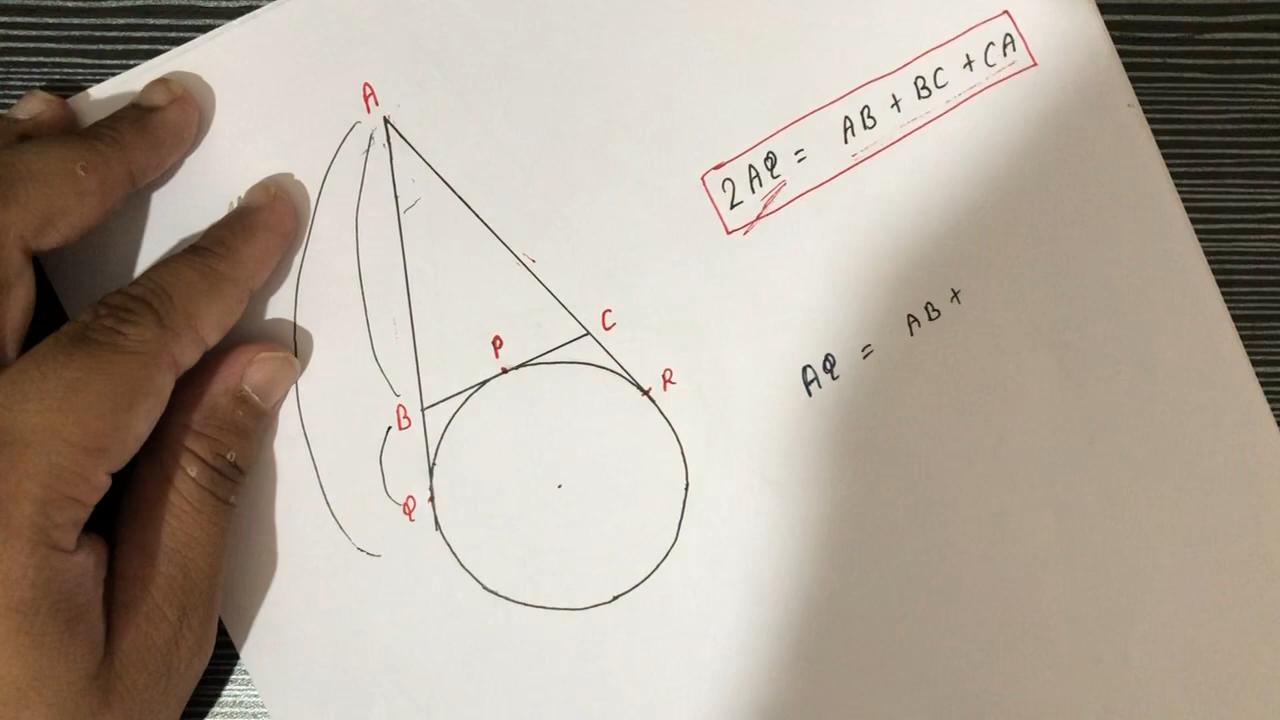 A
2AQ = AB + BC + CA
AQ = AB +
C
P
R
B
Q